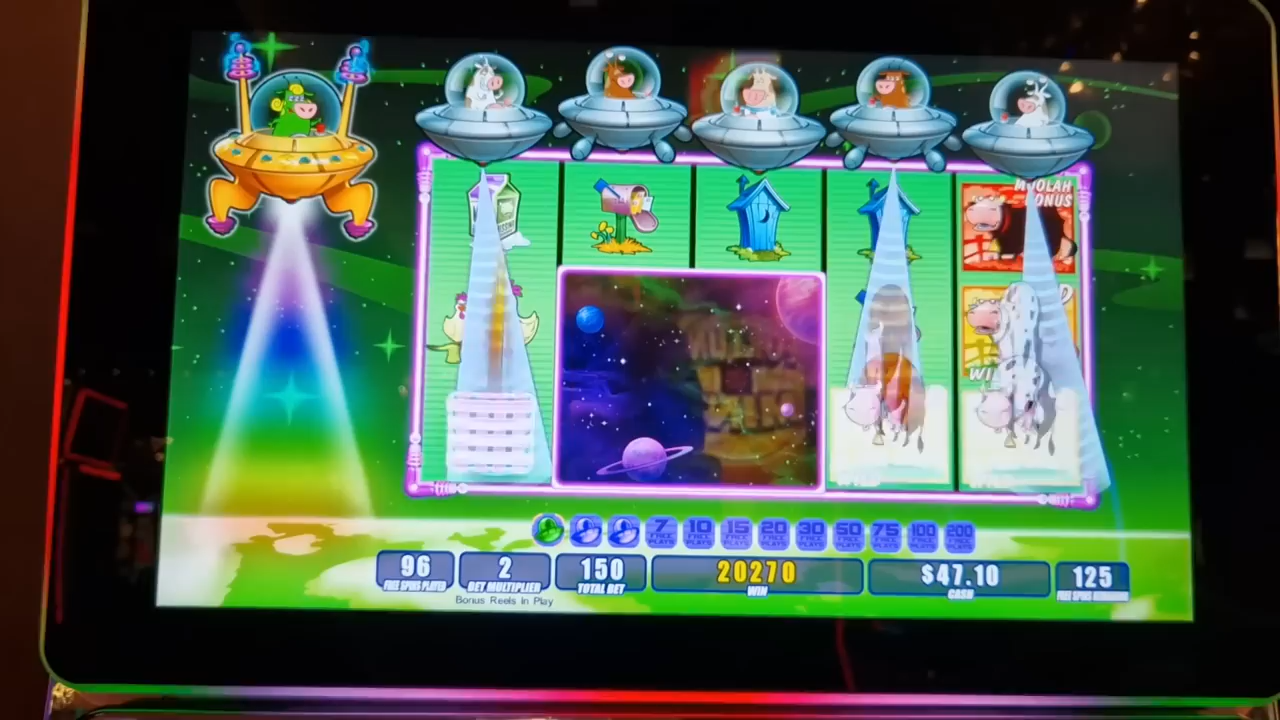 MOOLAH
BONUS
WI
7 FREE PLAYS
10 FREE PLAYS
15 FREE PLAYS
20 FREE PLAYS
30 FREE PLAYS
50 FREE PLAYS
75 FREE PLAYS
100 FREE PLAYS
200 FREE PLAYS
96
FREE SPINS PLAYED
2
BET MULTIPLIER
150
TOTAL BET
20270
WIN
$47.10
CASH
125
FREE SPINS REMAINING
Bonus Reels In Play